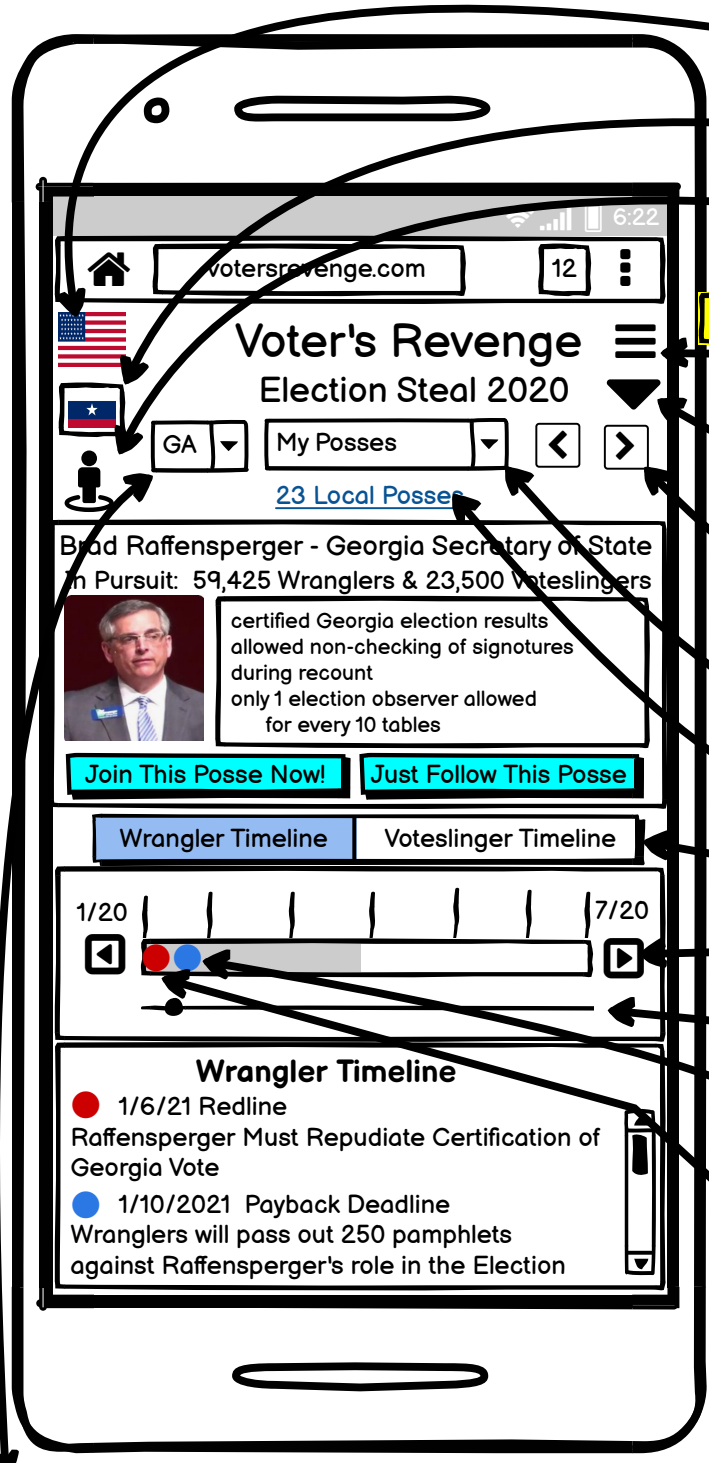 6:22
votersrevenge.com
12
Voter's Revenge
Election Steal 2020
GA
My Posses
23 Local Posses
Brad Raffensperger - Georgia Secretary of State
In Pursuit: 59,425 Wranglers & 23,500 Voteslingers
certified Georgia election results
allowed non-checking of signotures
during recount
only 1 election observer allowed
for every 10 tables
Join This Posse Now!
Just Follow This Posse
Wrangler Timeline
Voteslinger Timeline
1/20
7/20
Wrangler Timeline
1/6/21 Redline
Raffensperger Must Repudiate Certification of
Georgia Vote
1/10/2021 Payback Deadline
Wranglers will pass out 250 pamphlets
against Raffensperger's role in the Election